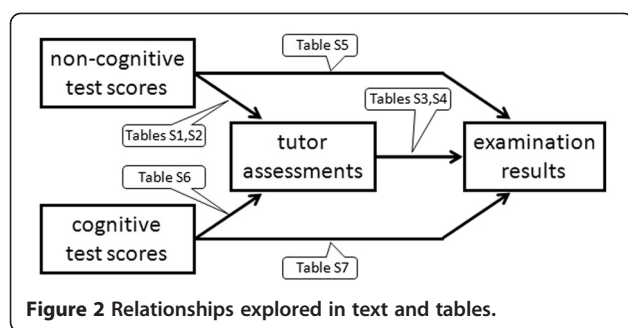 non-cognitive
test scores
Table S5
Tables S3,S4
Tables S1,S2
tutor
assessments
examination
results
Table S6
cognitive
test scores
Table S7
Figure 2 Relationships explored in text and tables.